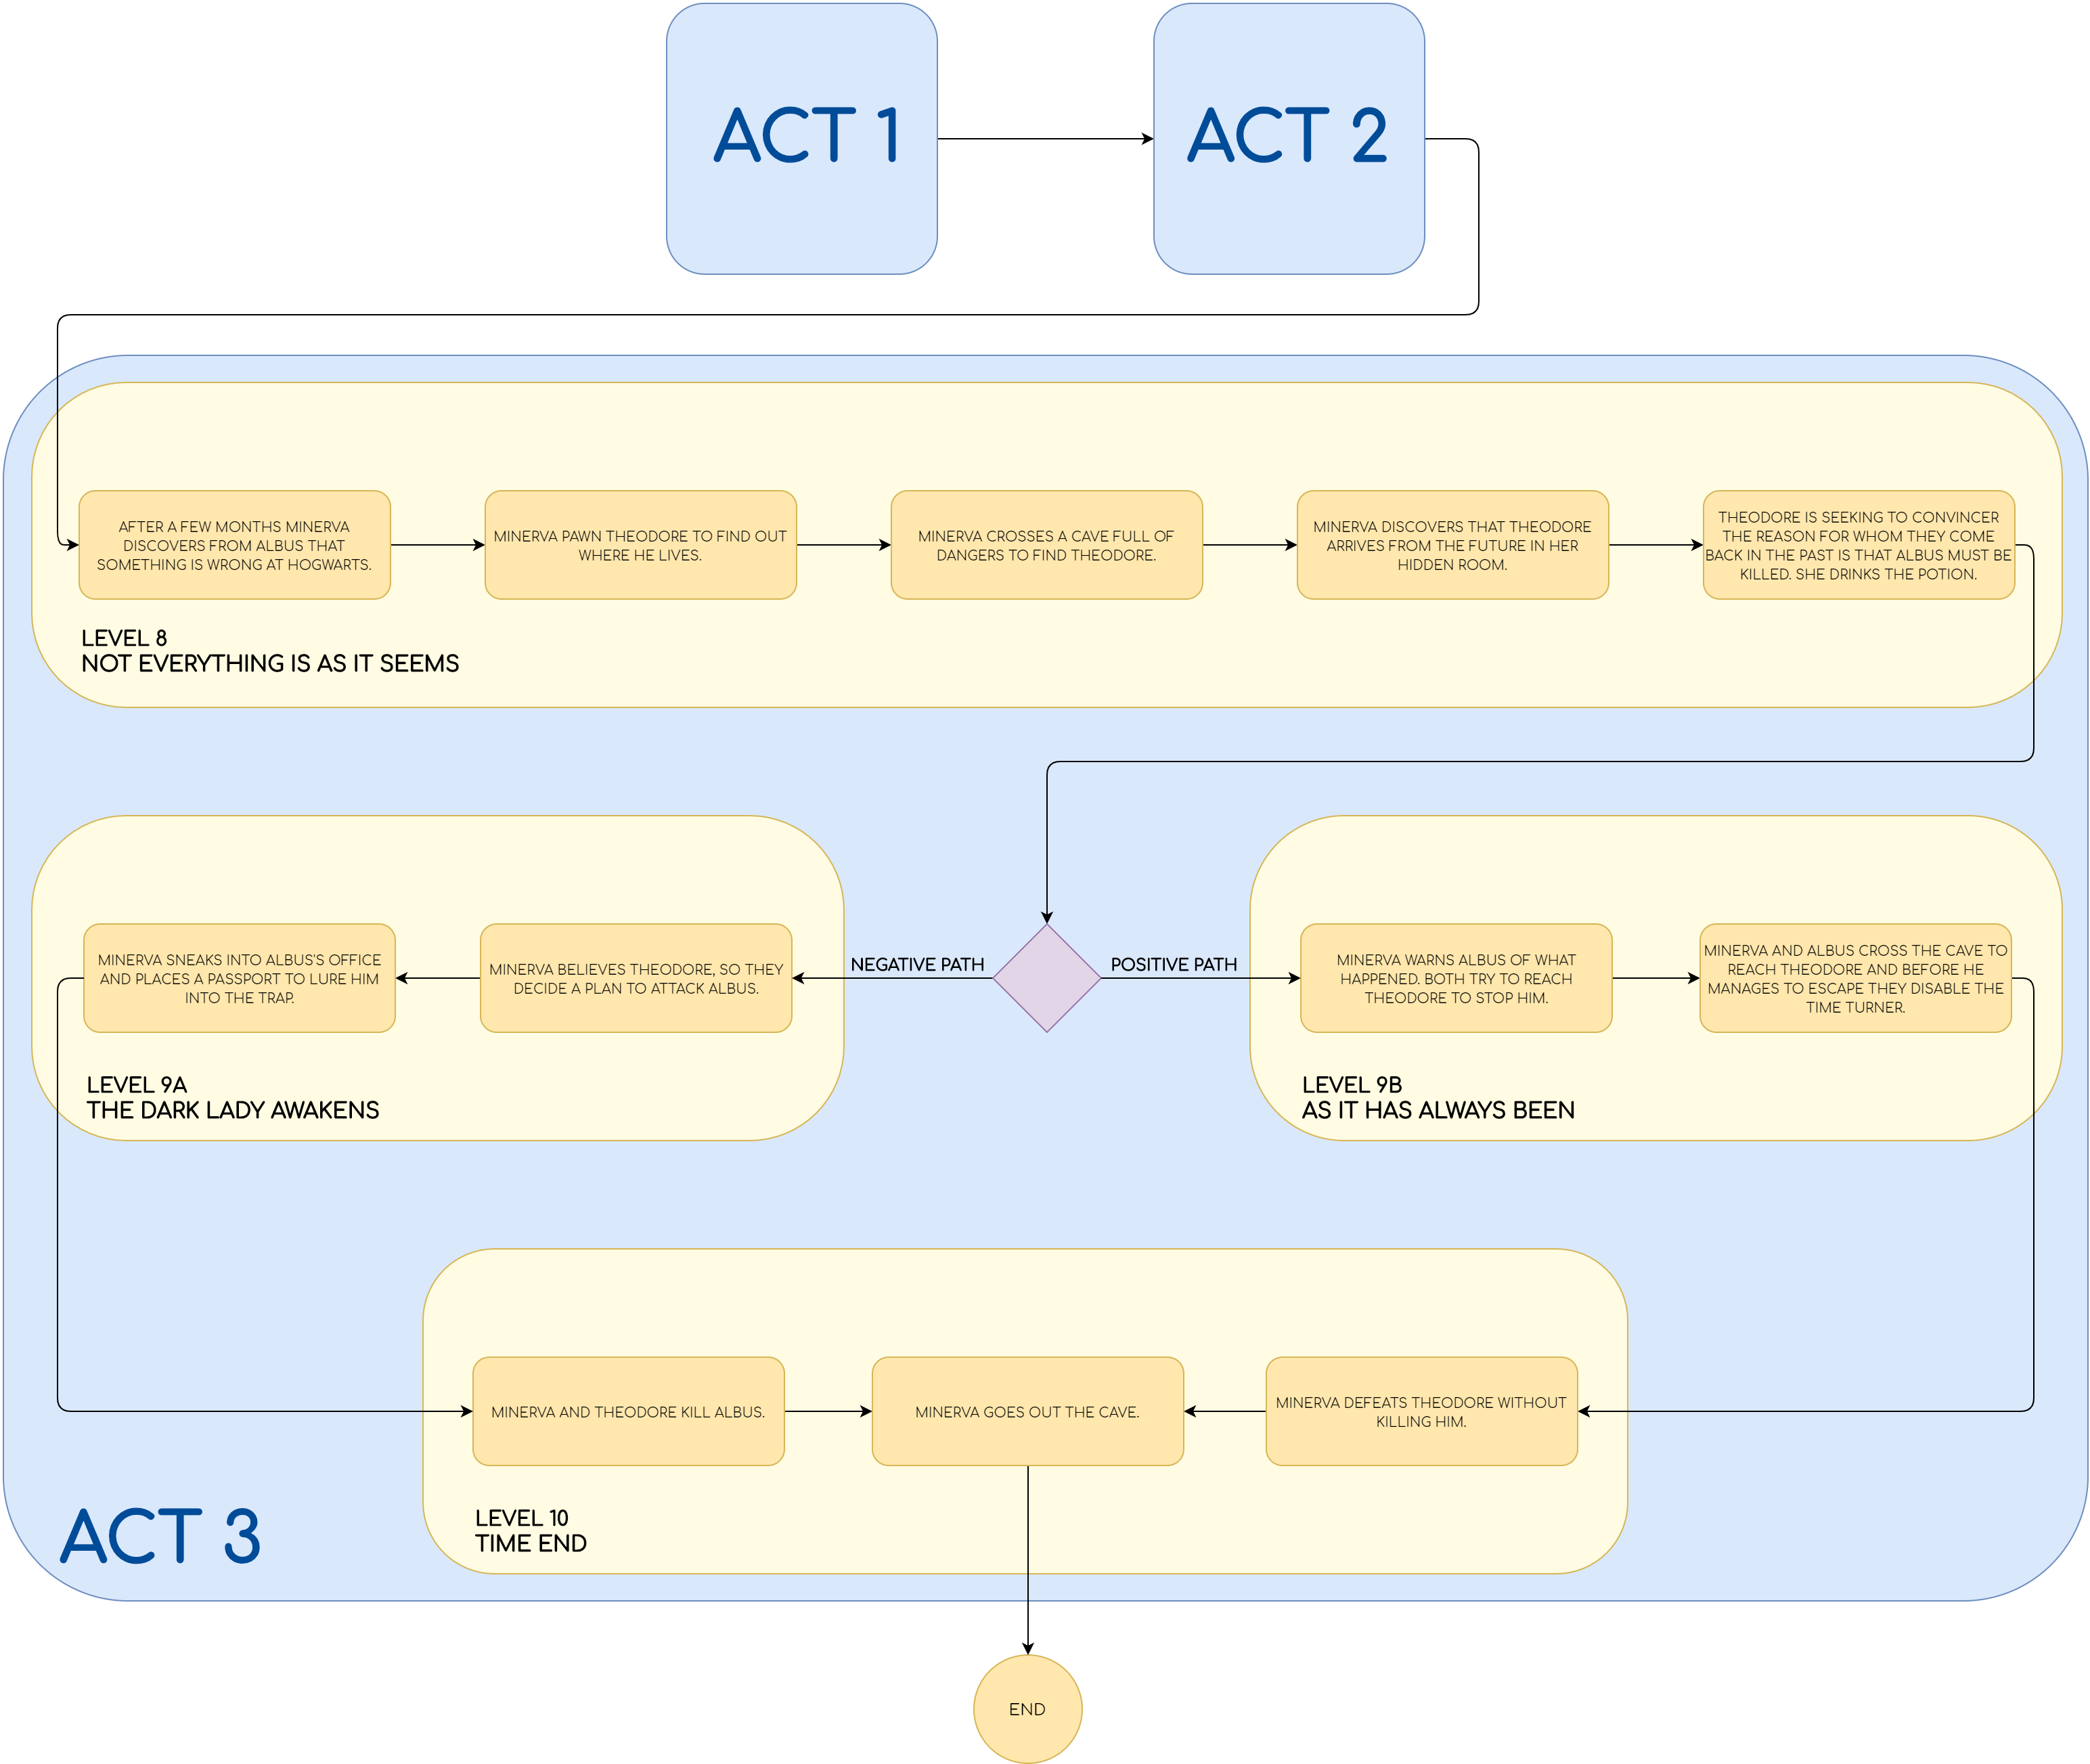 ACT 1
ACT 2
AFTER A FEW MONTHS MINERVA
DISCOVERS FROM ALBUS THAT
SOMETHING IS WRONG AT HOGWARTS.
MINERVA PAWN THEODORE TO FIND OUT
WHERE HE LIVES.
MINERVA CROSSES A CAVE FULL OF
DANGERS TO FIND THEODORE.
MINERVA DISCOVERS THAT THEODORE
ARRIVES FROM THE FUTURE IN HER
HIDDEN ROOM.
THEODORE IS SEEKING TO CONVINCER
THE REASON FOR WHOM THEY COME
BACK IN THE PAST IS THAT ALBUS MUST BE
KILLED. SHE DRINKS THE POTION.
LEVEL 8
NOT EVERYTHING IS AS IT SEEMS
MINERVA SNEAKS INTO ALBUS'S OFFICE
AND PLACES A PASSPORT TO LURE HIM
INTO THE TRAP.
MINERVA BELIEVES THEODORE, SO THEY
DECIDE A PLAN TO ATTACK ALBUS.
NEGATIVE PATH
POSITIVE PATH
MINERVA WARNS ALBUS OF WHAT
HAPPENED. BOTH TRY TO REACH
THEODORE TO STOP HIM.
MINERVA AND ALBUS CROSS THE CAVE TO
REACH THEODORE AND BEFORE HE
MANAGES TO ESCAPE THEY DISABLE THE
TIME TURNER.
LEVEL 9A
THE DARK LADY AWAKENS
LEVEL 9B
AS IT HAS ALWAYS BEEN
MINERVA AND THEODORE KILL ALBUS.
MINERVA GOES OUT THE CAVE.
MINERVA DEFEATS THEODORE WITHOUT
KILLING HIM.
LEVEL 10
TIME END
ACT 3
END